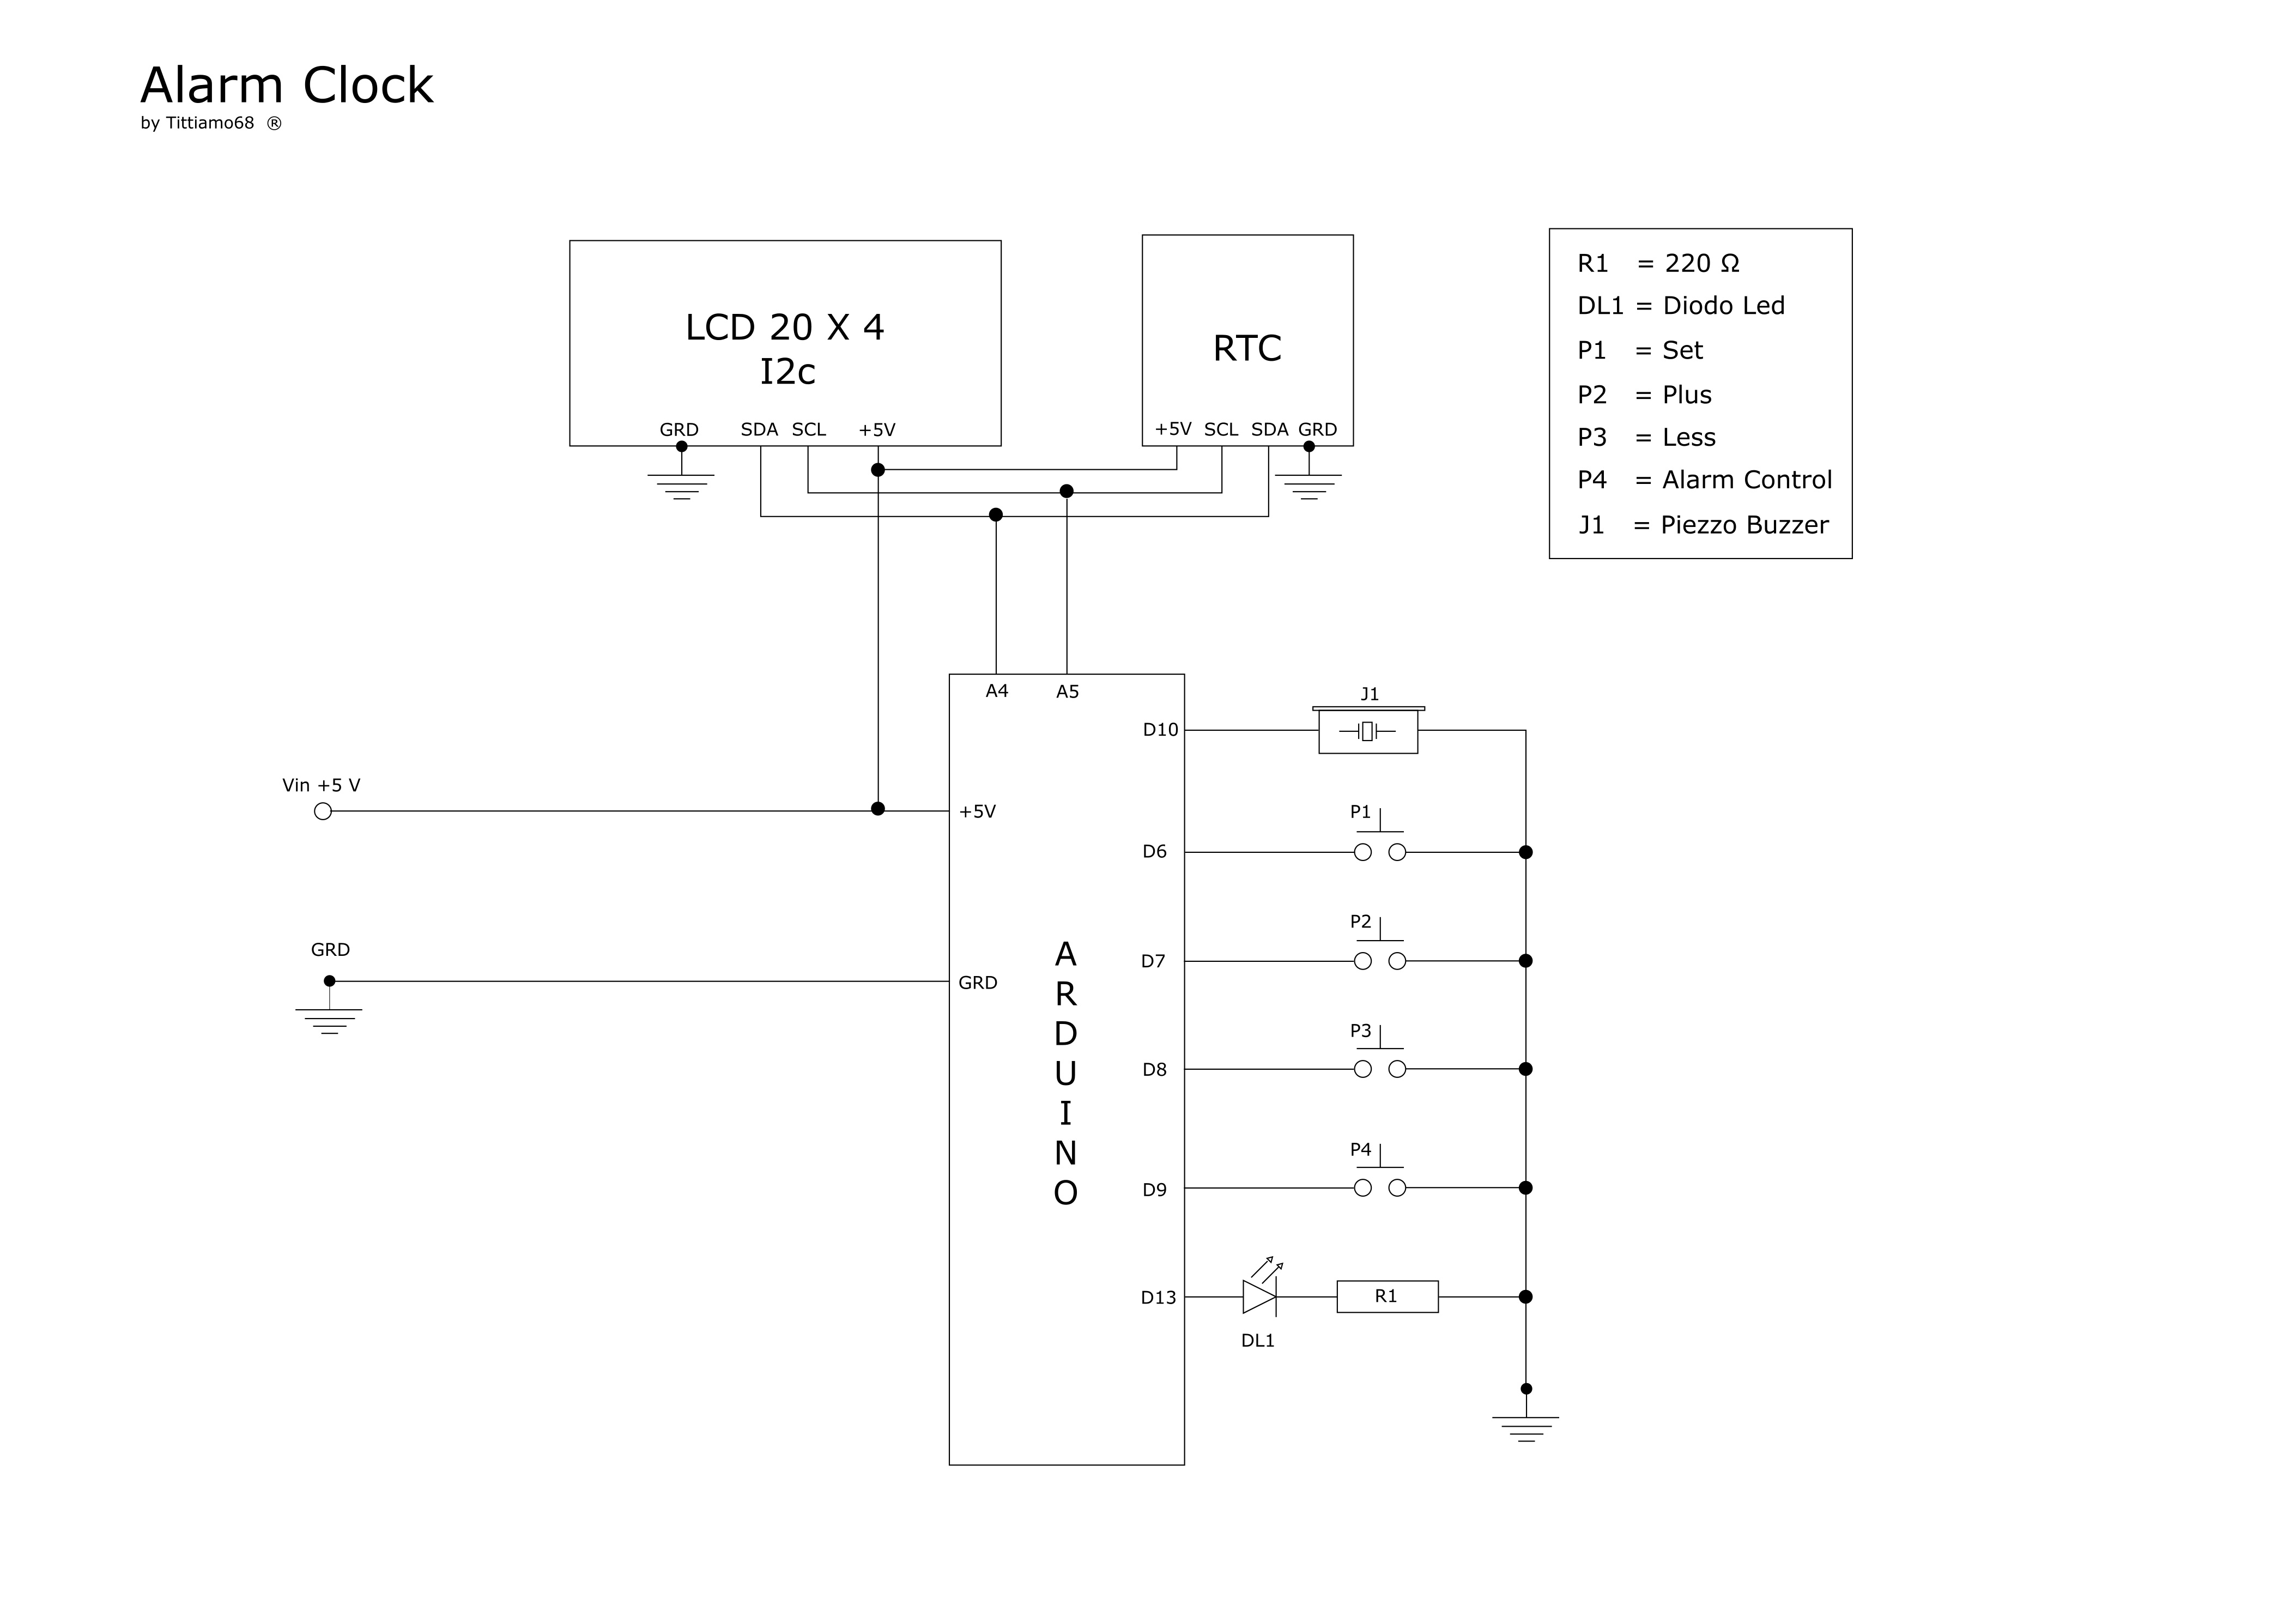 Alarm Clock
by Tittiamo68 ®
LCD 20 X 4
I2c
GRD SDA SCL +5V
RTC
+5V SCL SDA GRD
R1 = 220 Ω
DL1 = Diodo Led
P1 = Set
P2 = Plus
P3 = Less
P4 = Alarm Control
J1 = Piezzo Buzzer
A4 A5
J1
D10
Vin +5 V
+5V
P1
D6
P2
D7
GRD
GRD
ARDUINO
P3
D8
P4
D9
D13
R1
DL1